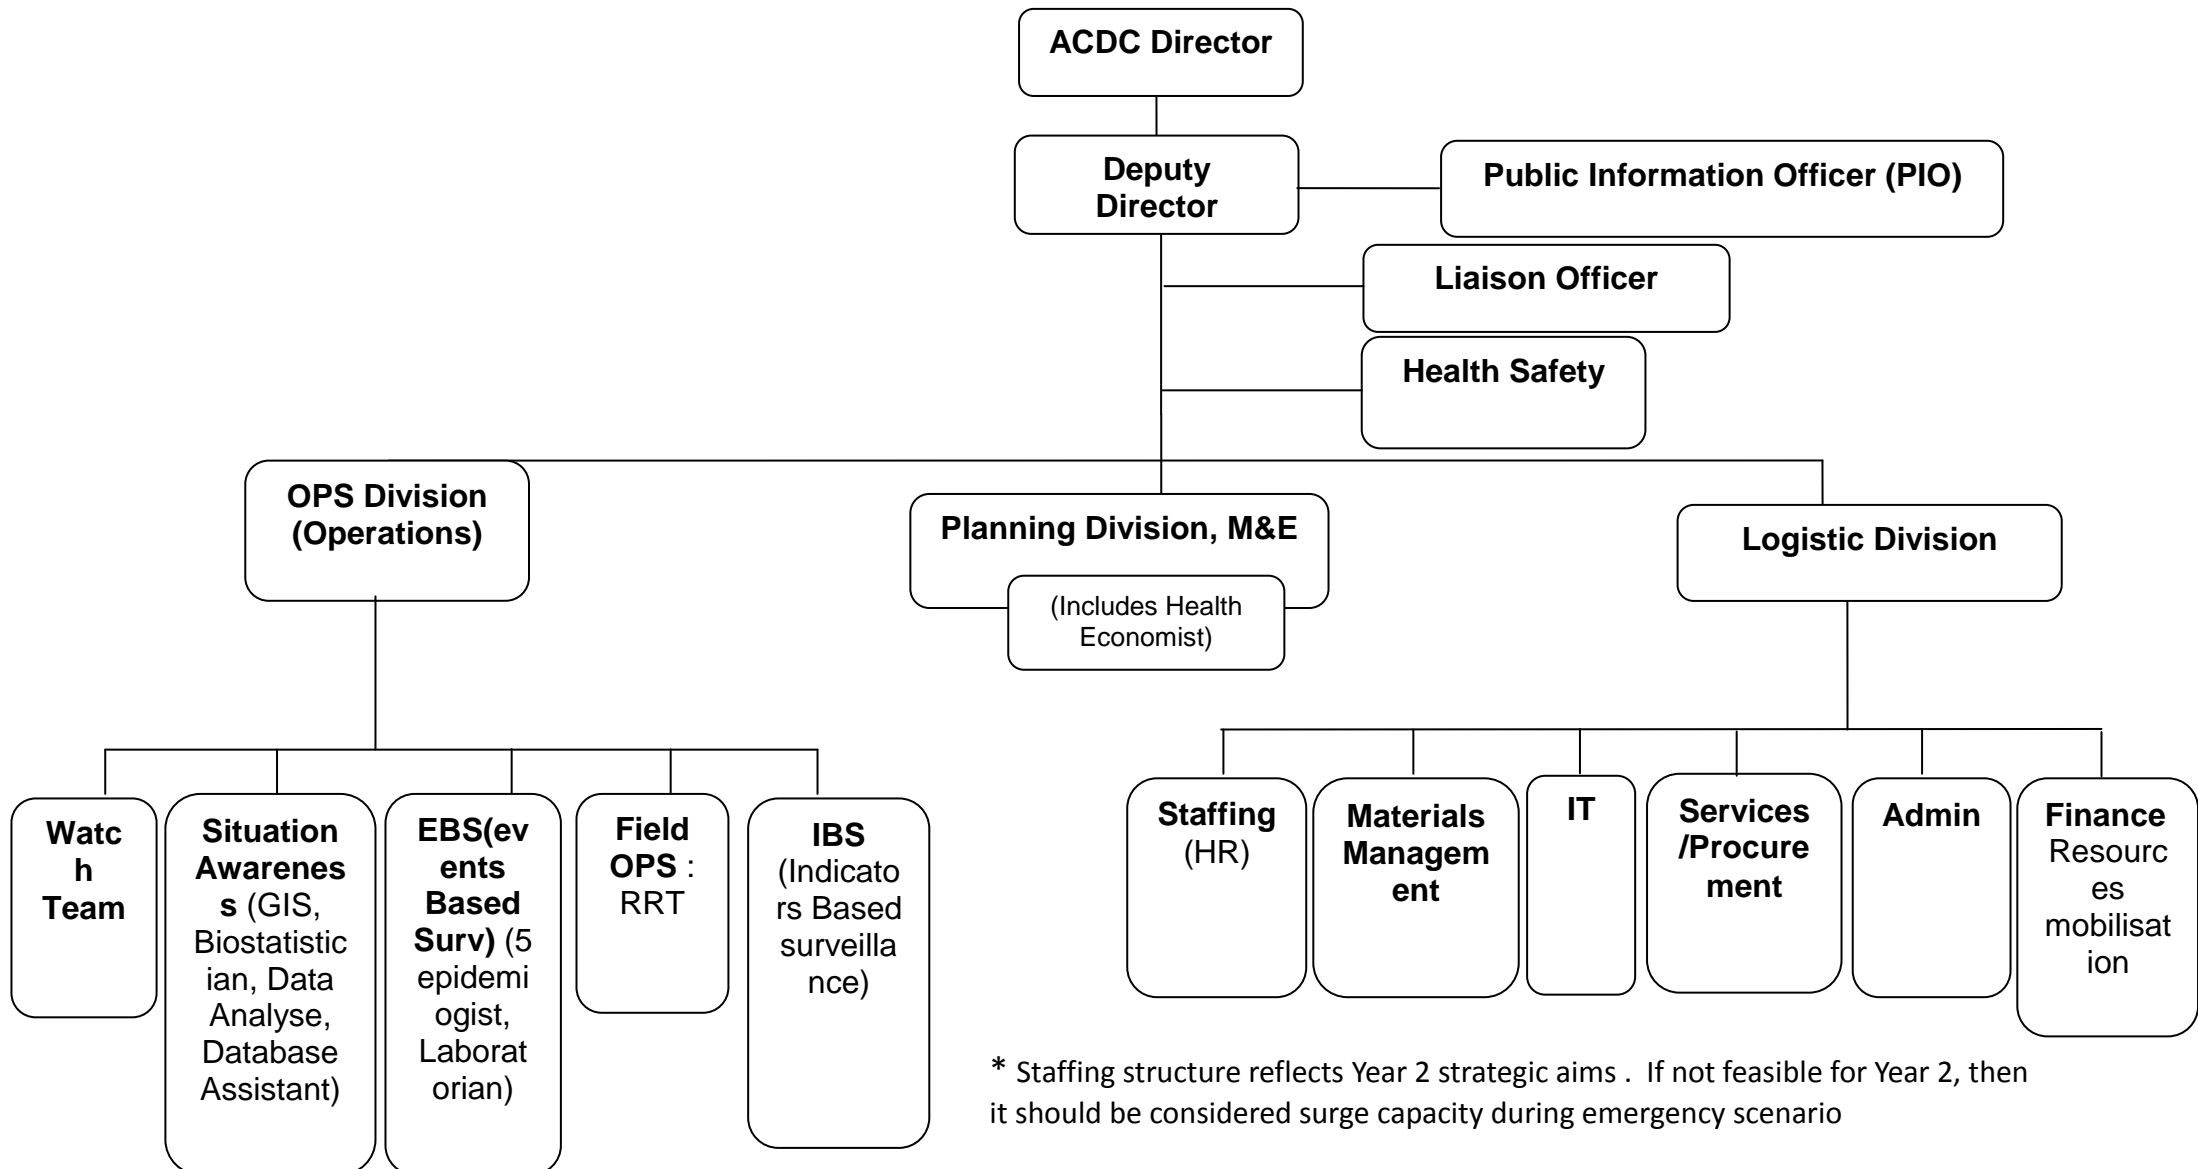 ACDC Director
Deputy
Director
Public Information Officer (PIO)
Liaison Officer
Health Safety
OPS Division
(Operations)
Planning Division, M&E
(Includes Health
Economist)
Logistic Division
Watc
h
Team
Situation
Awarenes
s (GIS,
Biostatistic
ian, Data
Analyse,
Database
Assistant)
EBS(ev
ents
Based
Surv) (5
epidemi
ogist,
Laborat
orian)
Field
OPS :
RRT
IBS
(Indicato
rs Based
surveilla
nce)
Staffing
(HR)
Materials
Managem
ent
IT
Services
/Procure
ment
Admin
Finance
Resourc
es
mobilisat
ion
* Staffing structure reflects Year 2 strategic aims . If not feasible for Year 2, then
it should be considered surge capacity during emergency scenario